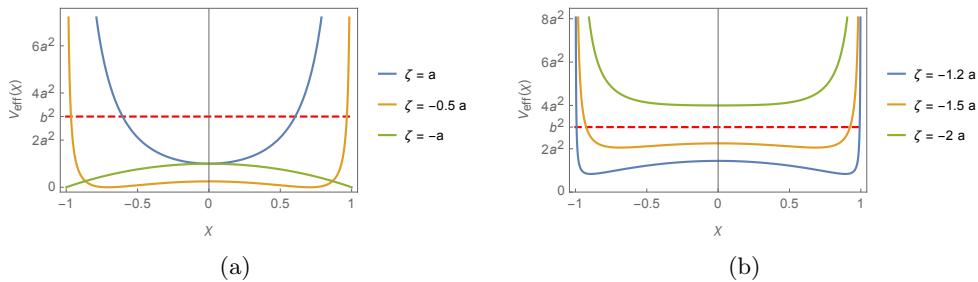 6a²
4a²
b²
2a²
0
V_eff(χ)
−1 −0.5 0 0.5 1
χ
ζ = a
ζ = −0.5 a
ζ = −a
(a)
8a²
6a²
4a²
b²
2a²
0
V_eff(χ)
−1 −0.5 0 0.5 1
χ
ζ = −1.2 a
ζ = −1.5 a
ζ = −2 a
(b)